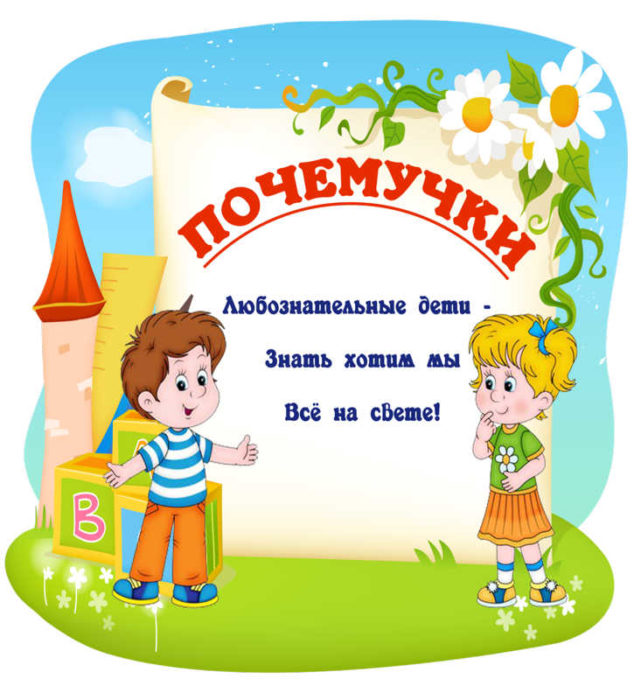 ПОЧЕМУЧКИ
Любознательные дети -
Знать хотим мы
Всё на свете!
В